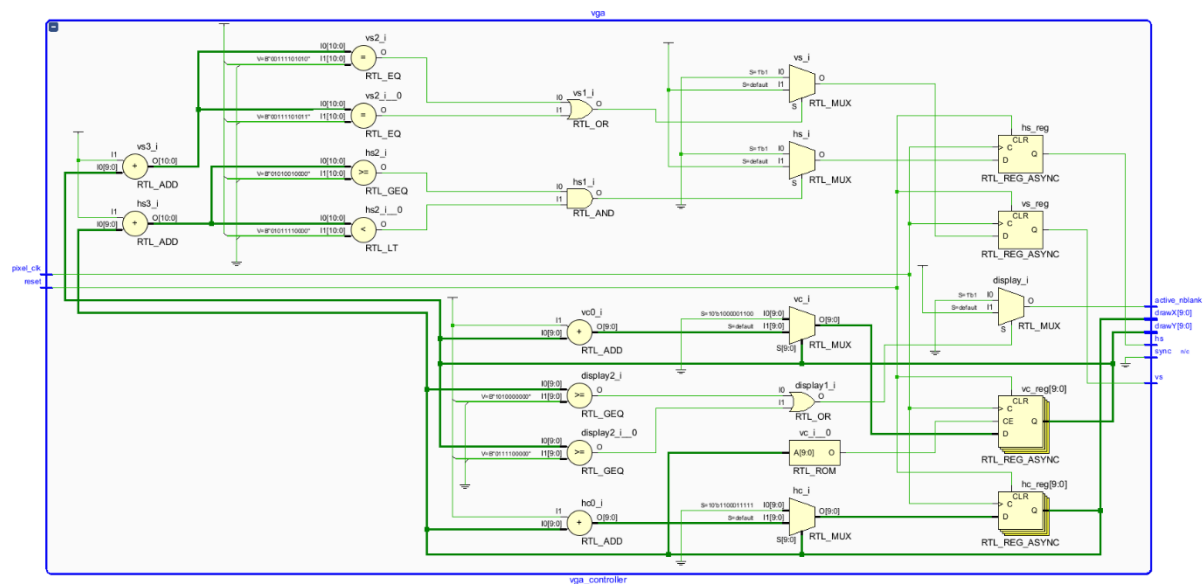 vga
vs2_i
I0[10:0]
V=B"00111101010"
I1[10:0]
O
RTL_EQ
vs2_i__0
I0[10:0]
V=B"00111101011"
I1[10:0]
O
RTL_EQ
vs1_i
I0
I1
O
RTL_OR
vs_i
S=1'b1
I0
S=default
I1
O
S
RTL_MUX
vs3_i
I1
I0[9:0]
O[10:0]
RTL_ADD
hs2_i
I0[10:0]
V=B"01010010000"
I1[10:0]
O
RTL_GEQ
hs1_i
I0
I1
O
RTL_AND
hs_i
S=1'b1
I0
S=default
I1
O
S
RTL_MUX
hs_reg
CLR
C
D
Q
RTL_REG_ASYNC
hs3_i
I1
I0[9:0]
O[10:0]
RTL_ADD
hs2_i__0
I0[10:0]
V=B"01011110000"
I1[10:0]
O
RTL_LT
vs_reg
CLR
C
D
Q
RTL_REG_ASYNC
pixel_clk
reset
display_i
S=1'b1
I0
S=default
I1
O
S
RTL_MUX
active_nblank
drawX[9:0]
drawY[9:0]
hs
sync n/c
vs
vc0_i
I1
I0[9:0]
O[9:0]
RTL_ADD
vc_i
S=10'b1000001100
I0[9:0]
S=default
I1[9:0]
O[9:0]
S[9:0]
RTL_MUX
display2_i
I0[9:0]
V=B"1010000000"
I1[9:0]
O
RTL_GEQ
display1_i
I0
I1
O
RTL_OR
display2_i__0
I0[9:0]
V=B"0111100000"
I1[9:0]
O
RTL_GEQ
vc_i__0
A[9:0]
O
RTL_ROM
vc_reg[9:0]
CLR
C
CE
D
Q
RTL_REG_ASYNC
hc0_i
I1
I0[9:0]
O[9:0]
RTL_ADD
hc_i
S=10'b1100011111
I0[9:0]
S=default
I1[9:0]
O[9:0]
S[9:0]
RTL_MUX
hc_reg[9:0]
CLR
C
D
Q
RTL_REG_ASYNC
vga_controller